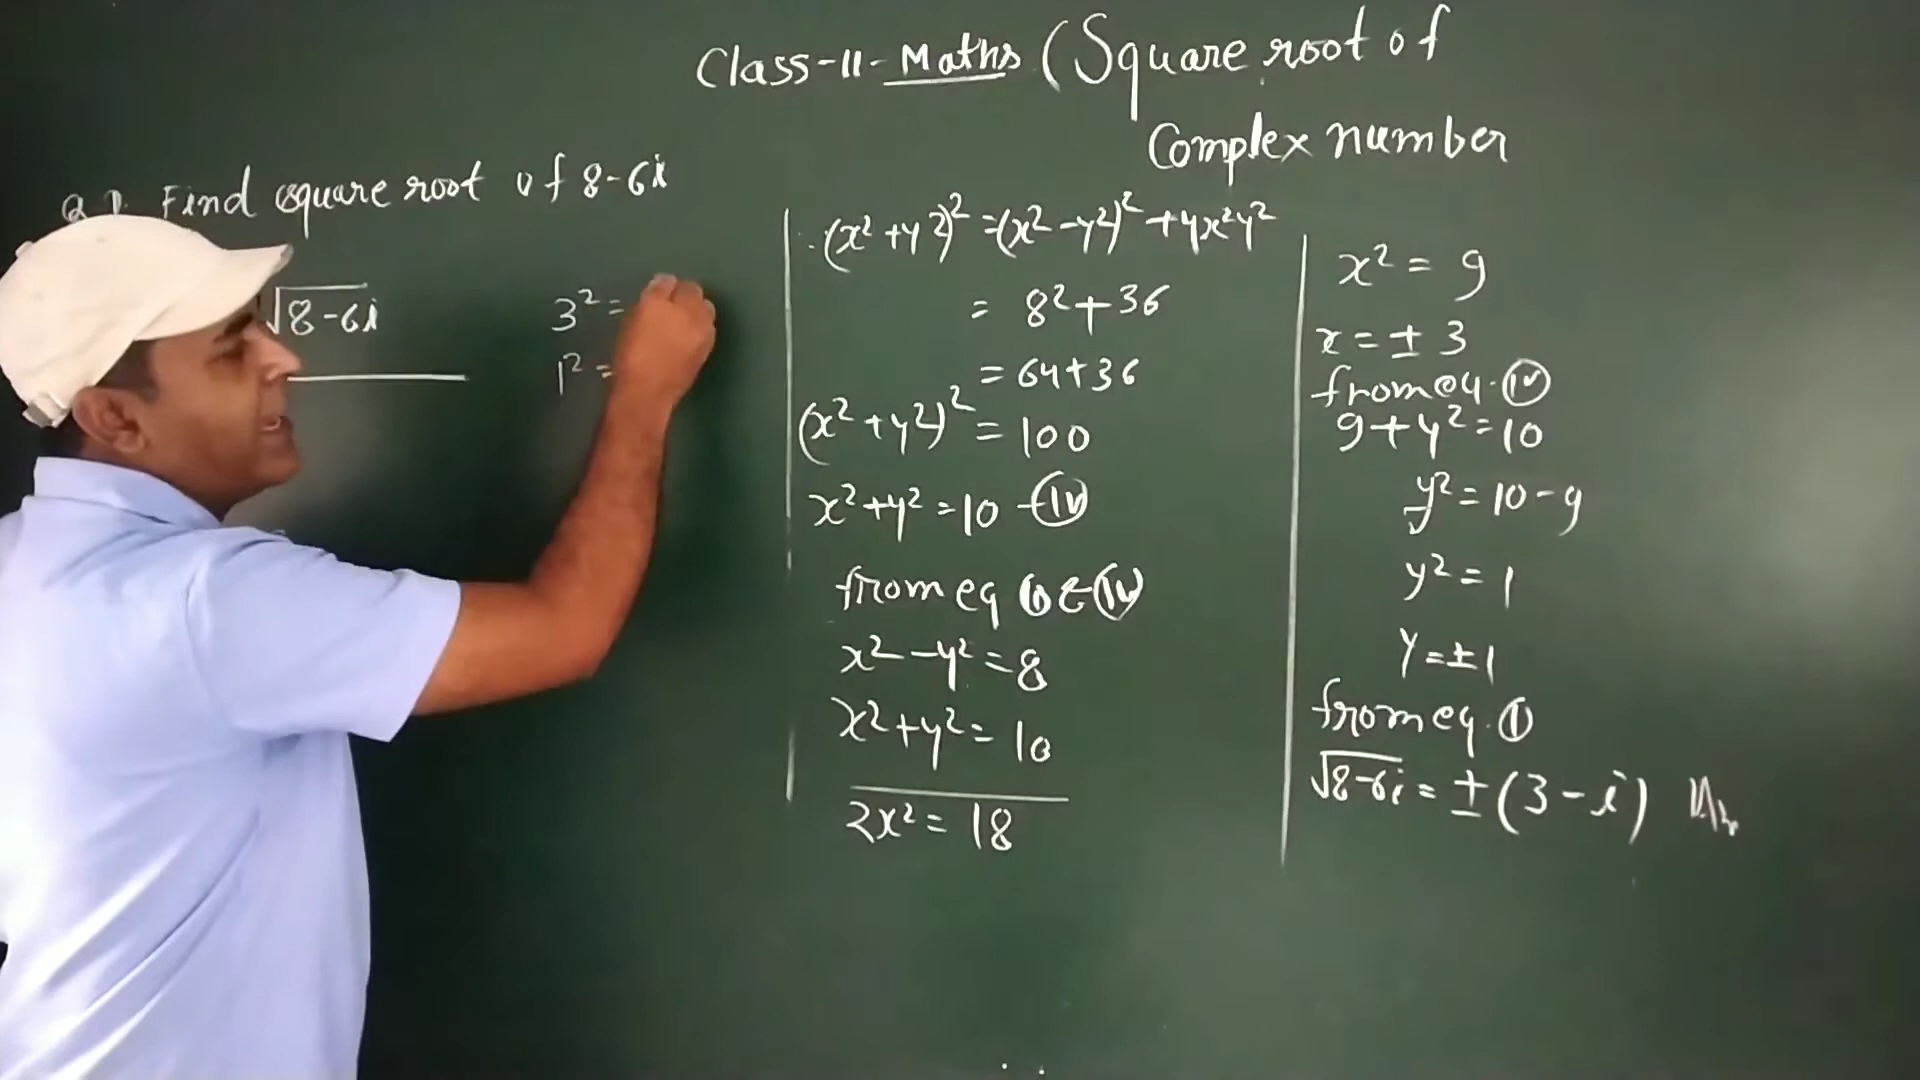 Class-11-Maths (Square root of
Complex number
Find square root of 8-6i
√8-6i
3² =
1² =
(x²+y²)² = (x²-y²)²+4x²y²
= 8²+36
= 64+36
(x²+y²)² = 100
x²+y² = 10 - (iv)
from eq & (iv)
x²-y²=8
x²+y²=10
2x² = 18
x² = 9
x = ± 3
from eq. (iv)
9+y²=10
y²=10-9
y²=1
y=±1
from eq. (i)
√8-6i = ±(3-i)